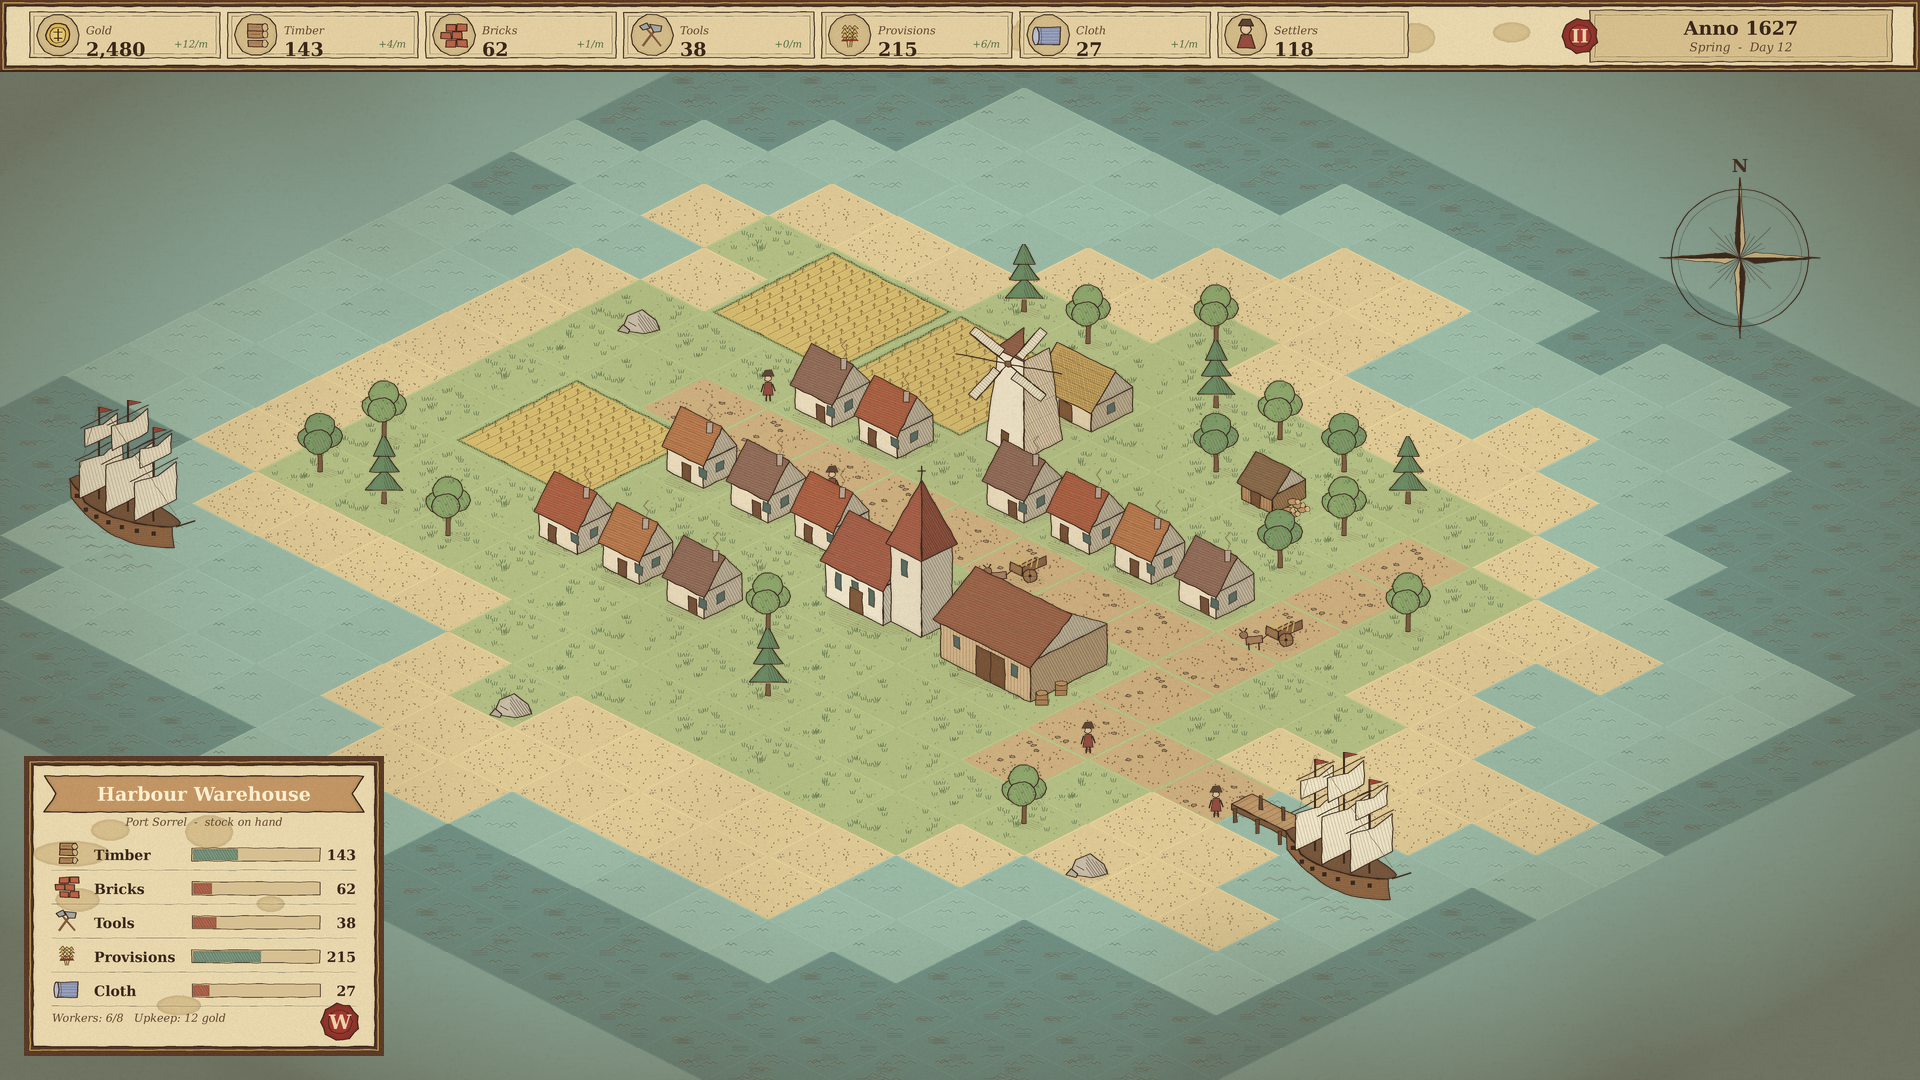 Gold
2,480 +12/m
Timber
143 +4/m
Bricks
62 +1/m
Tools
38 +0/m
Provisions
215 +6/m
Cloth
27 +1/m
Settlers
118
II
Anno 1627
Spring - Day 12
N
Harbour Warehouse
Port Sorrel - stock on hand
Timber 143
Bricks 62
Tools 38
Provisions 215
Cloth 27
Workers: 6/8 Upkeep: 12 gold
W